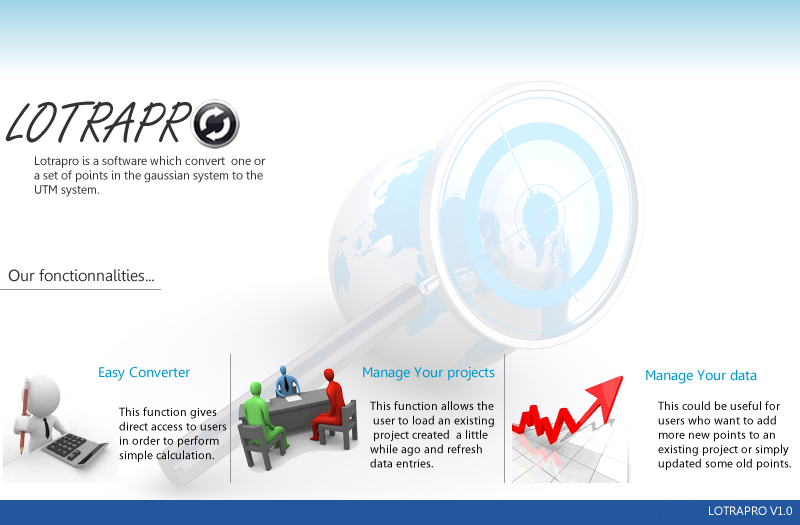 LOTRAPRO
Lotrapro is a software which convert one or
a set of points in the gaussian system to the
UTM system.
Our fonctionnalities...
Easy Converter
This function gives
direct access to users
in order to perform
simple calculation.
Manage Your projects
This function allows the
user to load an existing
project created a little
while ago and refresh
data entries.
Manage Your data
This could be useful for
users who want to add
more new points to an
existing project or simply
updated some old points.
LOTRAPRO V1.0